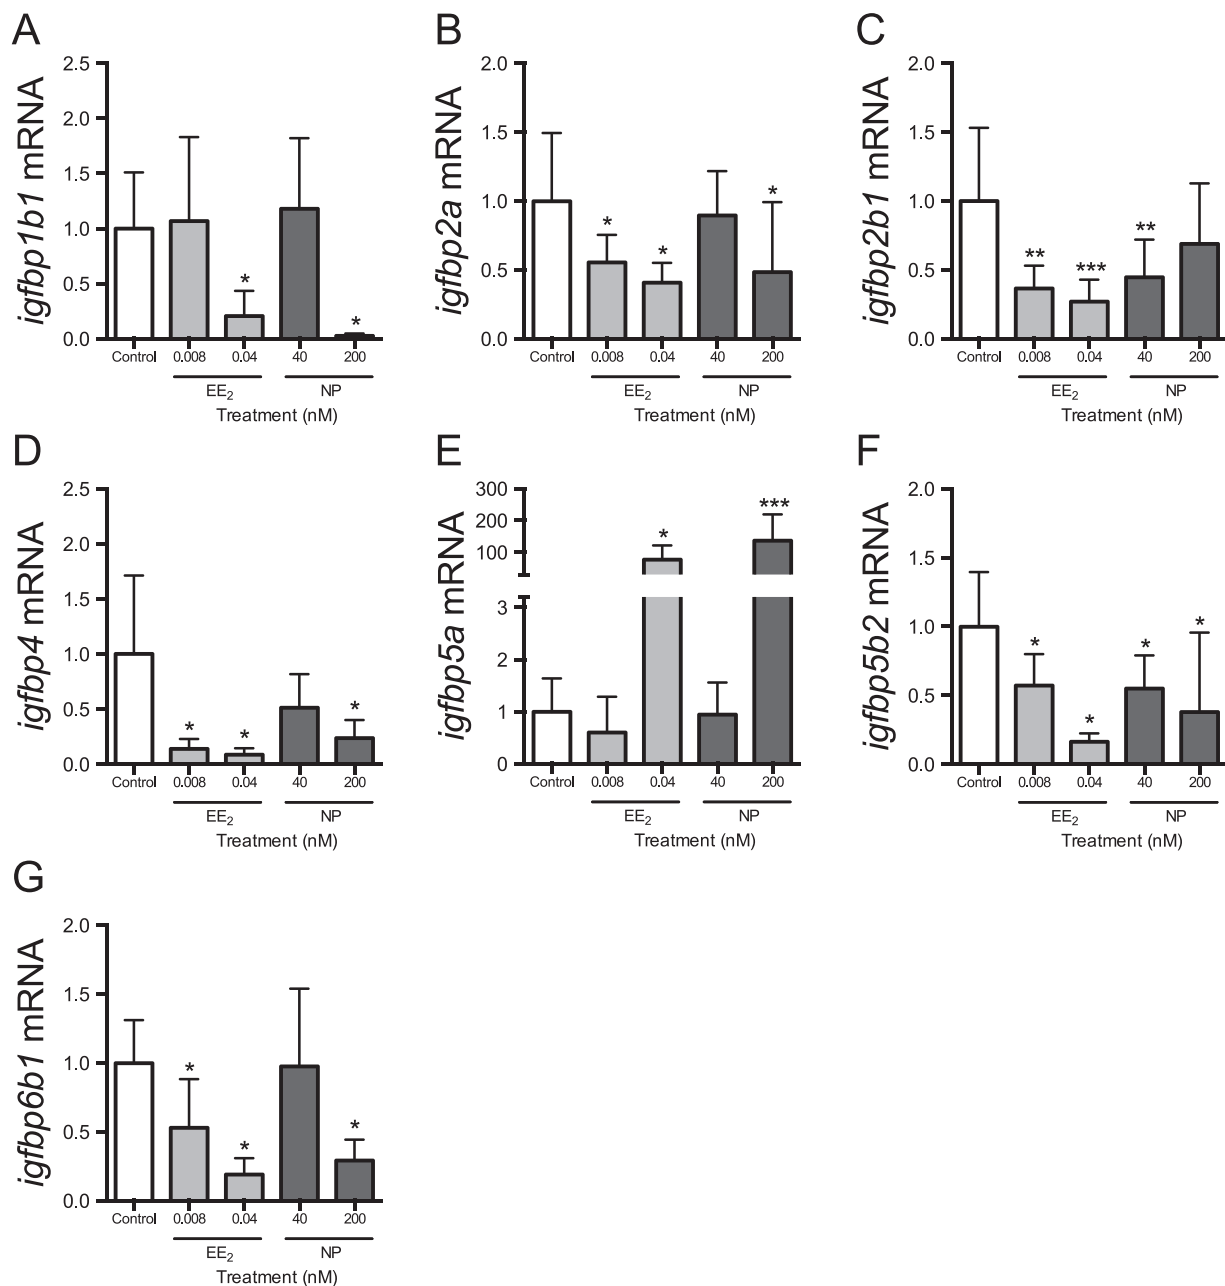 A
igfbp1b1 mRNA
2.5
2.0
1.5
1.0
0.5
0.0
*
*
Control 0.008 0.04 40 200
EE₂ NP
Treatment (nM)
B
igfbp2a mRNA
2.0
1.5
1.0
0.5
0.0
*
*
*
Control 0.008 0.04 40 200
EE₂ NP
Treatment (nM)
C
igfbp2b1 mRNA
2.0
1.5
1.0
0.5
0.0
**
***
**
Control 0.008 0.04 40 200
EE₂ NP
Treatment (nM)
D
igfbp4 mRNA
2.5
2.0
1.5
1.0
0.5
0.0
*
*
*
Control 0.008 0.04 40 200
EE₂ NP
Treatment (nM)
E
igfbp5a mRNA
300
200
100
3
2
1
0
*
***
Control 0.008 0.04 40 200
EE₂ NP
Treatment (nM)
F
igfbp5b2 mRNA
2.0
1.5
1.0
0.5
0.0
*
*
*
*
Control 0.008 0.04 40 200
EE₂ NP
Treatment (nM)
G
igfbp6b1 mRNA
2.0
1.5
1.0
0.5
0.0
*
*
*
Control 0.008 0.04 40 200
EE₂ NP
Treatment (nM)